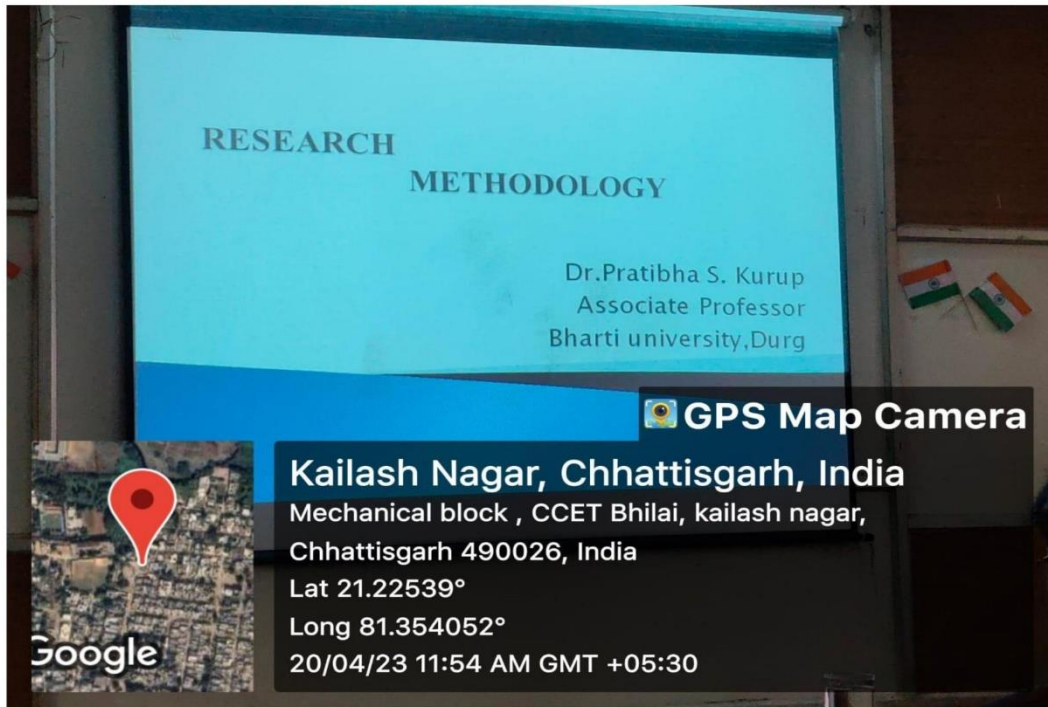 RESEARCH
METHODOLOGY
Dr.Pratibha S. Kurup
Associate Professor
Bharti university,Durg
GPS Map Camera
Kailash Nagar, Chhattisgarh, India
Mechanical block , CCET Bhilai, kailash nagar,
Chhattisgarh 490026, India
Lat 21.22539°
Long 81.354052°
20/04/23 11:54 AM GMT +05:30
Google